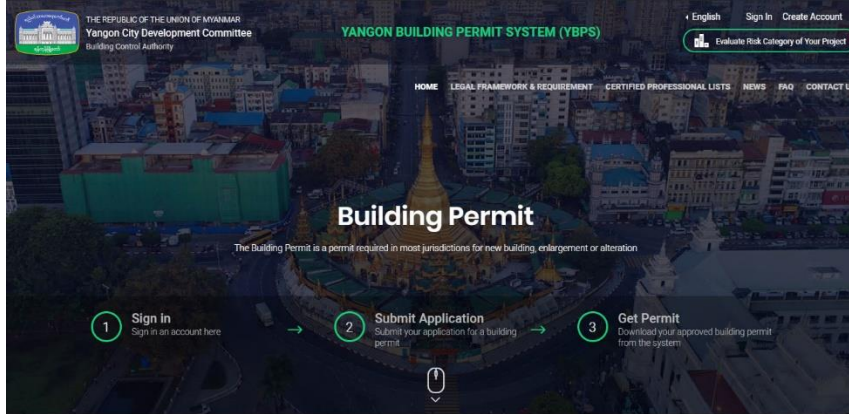 THE REPUBLIC OF THE UNION OF MYANMAR
Yangon City Development Committee
Building Control Authority
YANGON BUILDING PERMIT SYSTEM (YBPS)
English Sign In Create Account
Evaluate Risk Category of Your Project
HOME LEGAL FRAMEWORK & REQUIREMENT CERTIFIED PROFESSIONAL LISTS NEWS FAQ CONTACT U
Building Permit
The Building Permit is a permit required in most jurisdictions for new building, enlargement or alteration
1 Sign in
Sign in an account here
2 Submit Application
Submit your application for a building
permit
3 Get Permit
Download your approved building permit
from the system